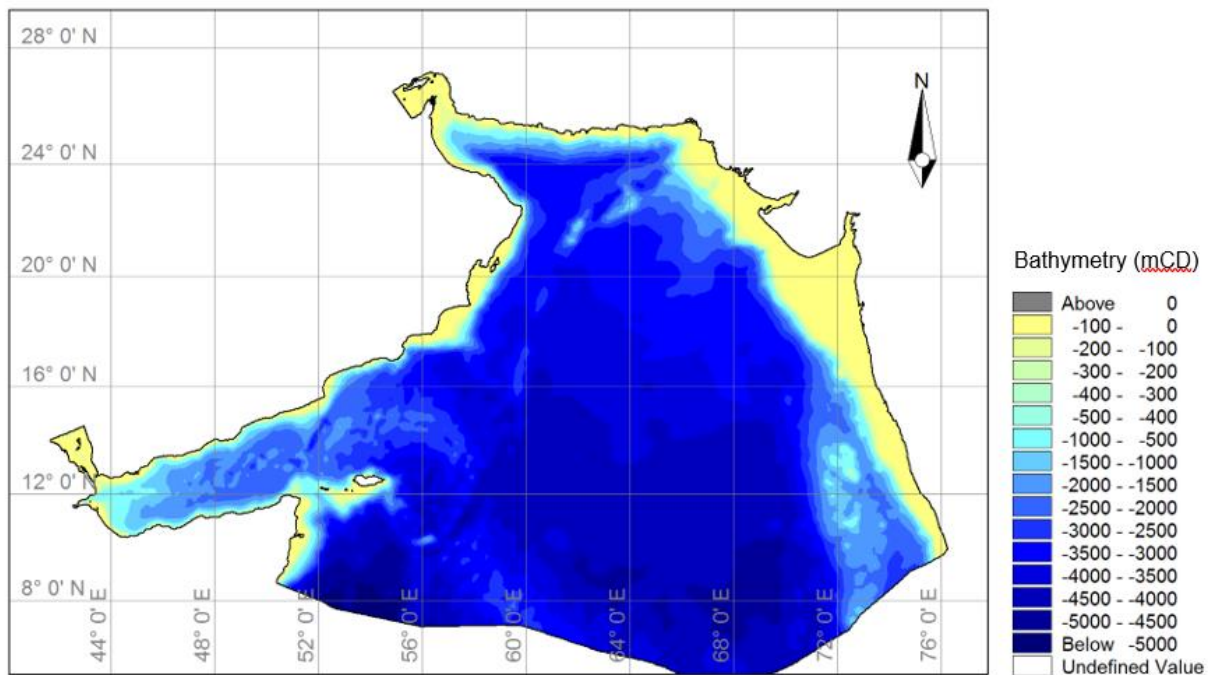 28° 0' N
24° 0' N
20° 0' N
16° 0' N
12° 0' N
8° 0' N
44° 0' E
48° 0' E
52° 0' E
56° 0' E
60° 0' E
64° 0' E
68° 0' E
72° 0' E
76° 0' E
N
Bathymetry (mCD)
Above 0
-100 - 0
-200 - -100
-300 - -200
-400 - -300
-500 - -400
-1000 - -500
-1500 - -1000
-2000 - -1500
-2500 - -2000
-3000 - -2500
-3500 - -3000
-4000 - -3500
-4500 - -4000
-5000 - -4500
Below -5000
Undefined Value